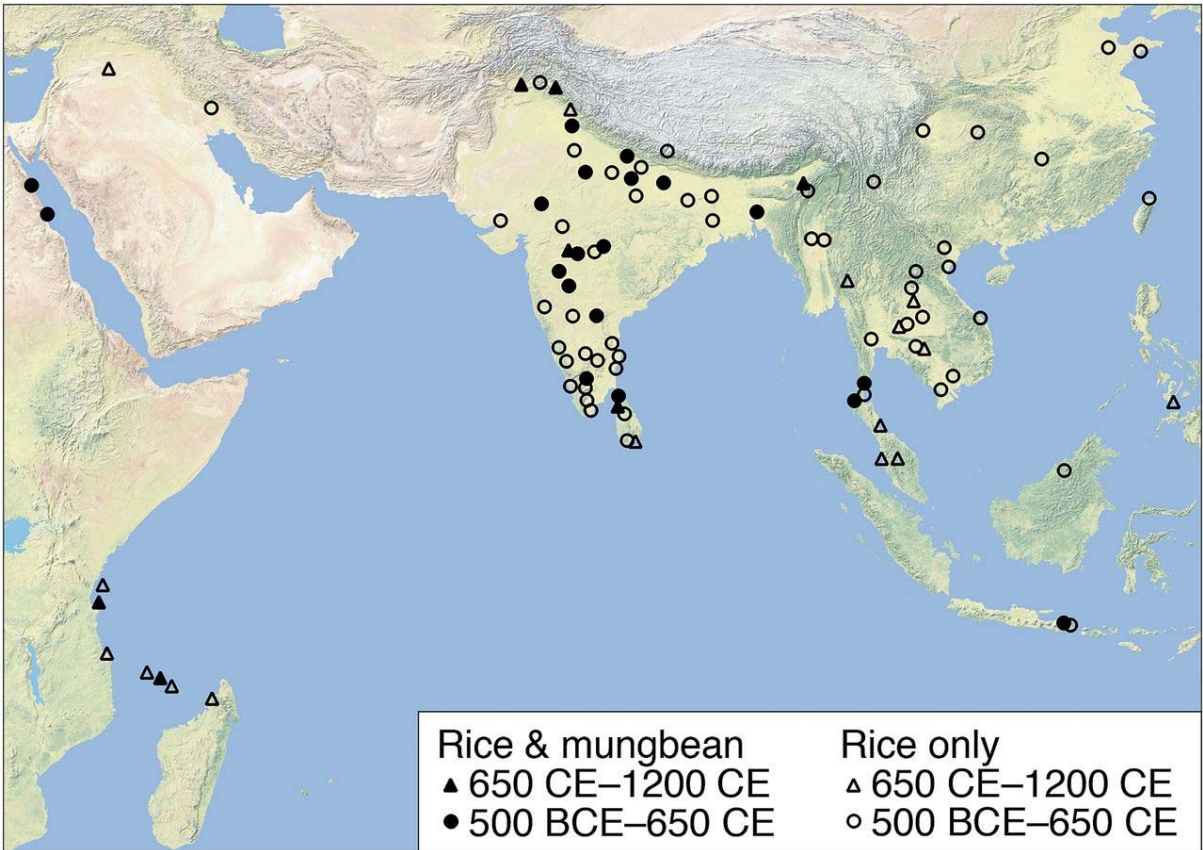 Rice & mungbean
▲ 650 CE–1200 CE
● 500 BCE–650 CE
Rice only
△ 650 CE–1200 CE
○ 500 BCE–650 CE